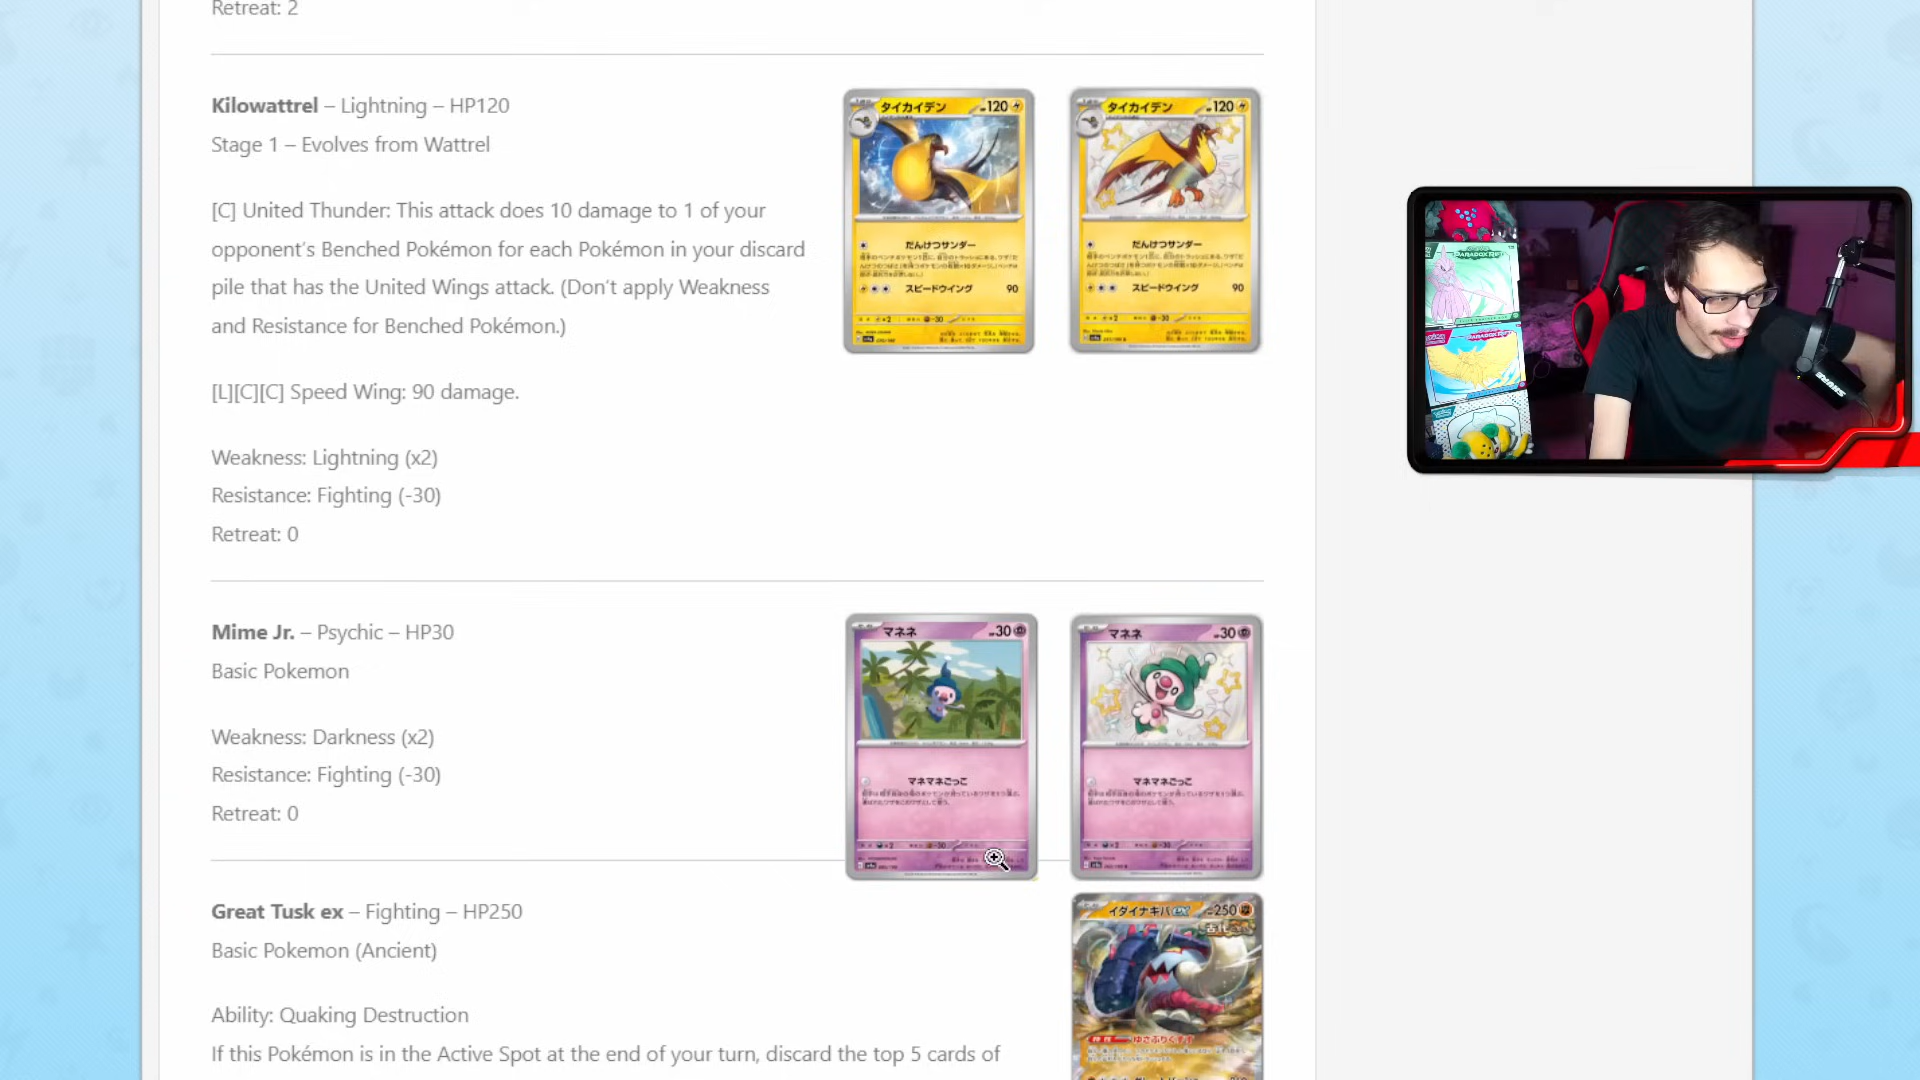 Retreat: 2
Kilowattrel – Lightning – HP120
Stage 1 – Evolves from Wattrel
[C] United Thunder: This attack does 10 damage to 1 of your
opponent's Benched Pokémon for each Pokémon in your discard
pile that has the United Wings attack. (Don't apply Weakness
and Resistance for Benched Pokémon.)
[L][C][C] Speed Wing: 90 damage.
Weakness: Lightning (x2)
Resistance: Fighting (-30)
Retreat: 0
タイカイデン 120
だんけつサンダー
スピードウイング 90
タイカイデン 120
だんけつサンダー
スピードウイング 90
Mime Jr. – Psychic – HP30
Basic Pokemon
Weakness: Darkness (x2)
Resistance: Fighting (-30)
Retreat: 0
マネネ 30
マネマネごっこ
マネネ 30
マネマネごっこ
Great Tusk ex – Fighting – HP250
Basic Pokemon (Ancient)
Ability: Quaking Destruction
If this Pokémon is in the Active Spot at the end of your turn, discard the top 5 cards of
イダイナキバex 250
古代
PARADOX RIFT
PARADOX RIFT
SHURE